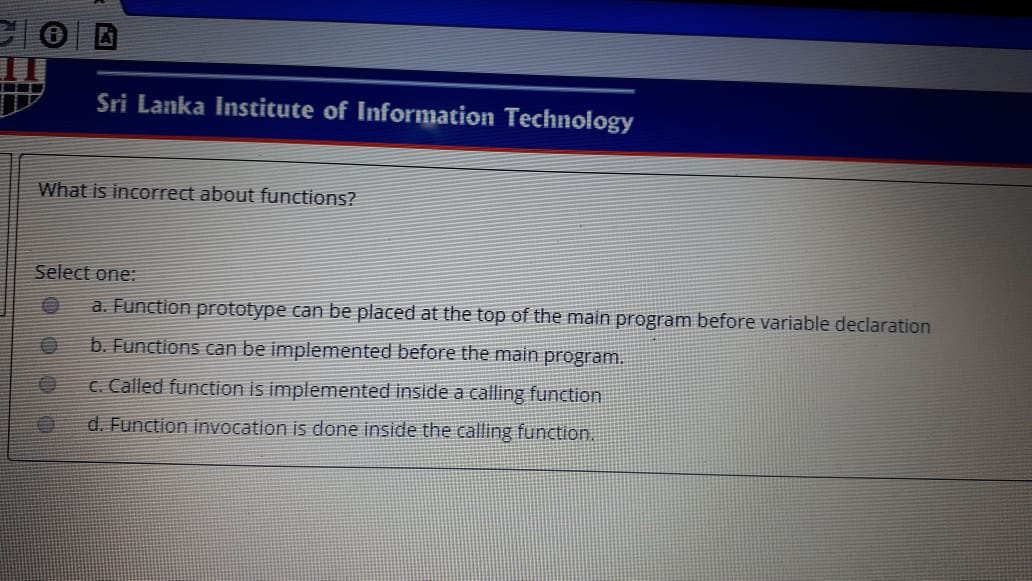 Sri Lanka Institute of Information Technology
What is incorrect about functions?
Select one:
a. Function prototype can be placed at the top of the main program before variable declaration
b. Functions can be implemented before the main program.
c. Called function is implemented inside a calling function
d. Function invocation is done inside the calling function.